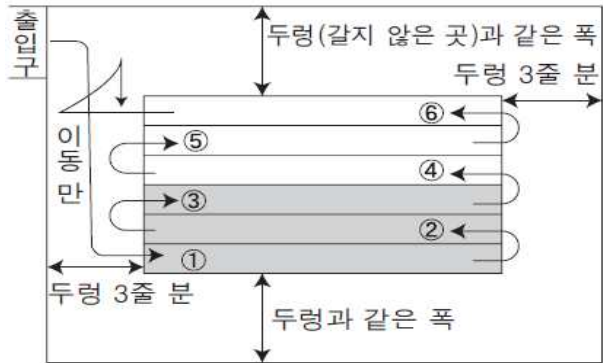 출입구
두렁(갈지 않은 곳)과 같은 폭
두렁 3줄 분
이동만
⑥
⑤
④
③
②
①
두렁 3줄 분
두렁과 같은 폭